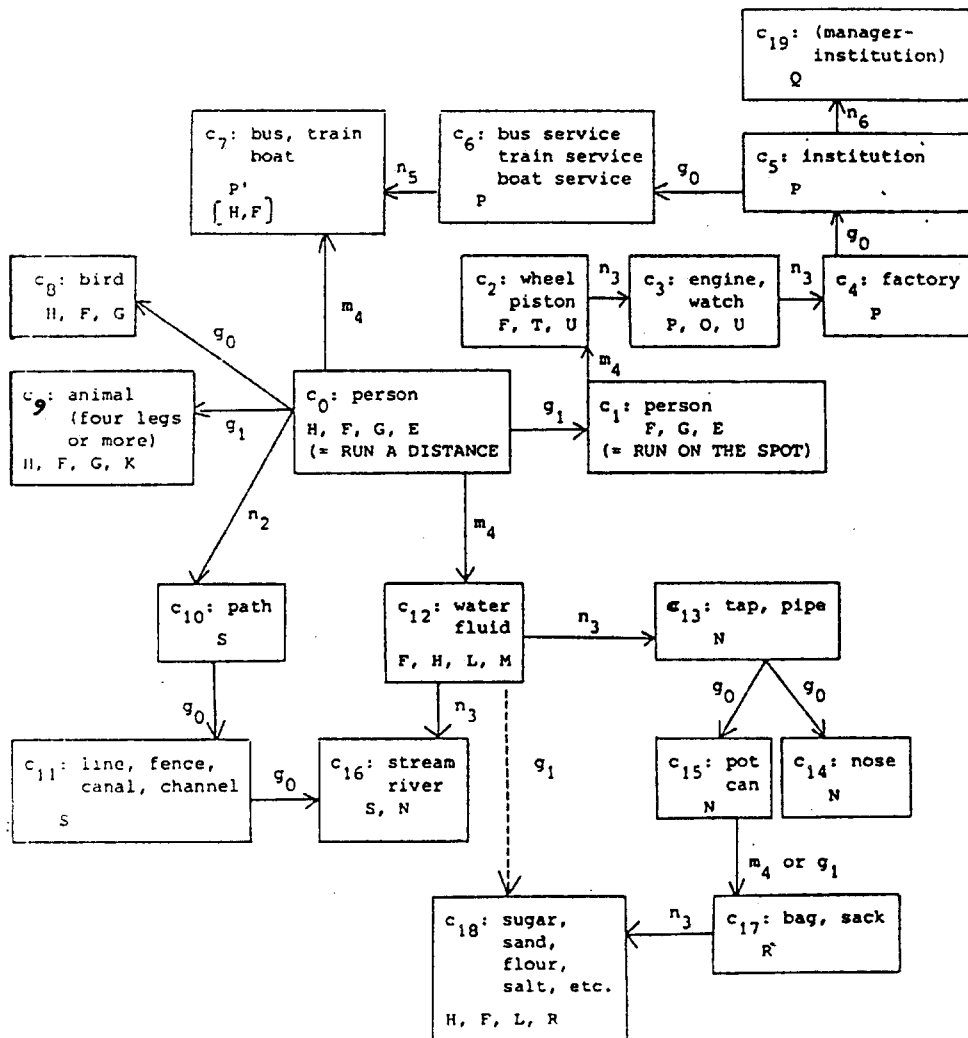 c19: (manager-
institution)
Q
n6
c7: bus, train
boat
P'
[H,F]
n5
c6: bus service
train service
boat service
P
g0
c5: institution
P
g0
c8: bird
H, F, G
g0
m4
c2: wheel
piston
F, T, U
n3
c3: engine,
watch
P, O, U
n3
c4: factory
P
m4
c9: animal
(four legs
or more)
H, F, G, K
g1
c0: person
H, F, G, E
(= RUN A DISTANCE
g1
c1: person
F, G, E
(= RUN ON THE SPOT)
n2
m4
c10: path
S
c12: water
fluid
F, H, L, M
n3
c13: tap, pipe
N
g0
n3
g0
g0
c11: line, fence,
canal, channel
S
g0
c16: stream
river
S, N
g1
c15: pot
can
N
c14: nose
N
m4 or g1
c18: sugar,
sand,
flour,
salt, etc.
H, F, L, R
n3
c17: bag, sack
R